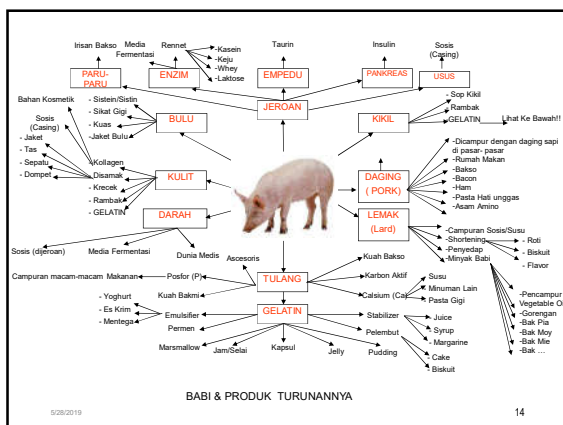 Irisan Bakso
Media
Fermentasi
Rennet
-Kasein
-Keju
-Whey
-Laktose
Taurin
Insulin
Sosis
(Casing)
PARU-
PARU
ENZIM
EMPEDU
PANKREAS
USUS
JEROAN
Bahan Kosmetik
- Sistein/Sistin
- Sikat Gigi
- Kuas
-Jaket Bulu
BULU
KIKIL
- Sop Kikil
- Rambak
- GELATIN
Lihat Ke Bawah!!
Sosis
(Casing)
- Jaket
- Tas
- Sepatu
- Dompet
- Kollagen
- Disamak
- Krecek
- Rambak
- GELATIN
KULIT
DAGING
( PORK)
-Dicampur dengan daging sapi
di pasar- pasar
-Rumah Makan
-Bakso
-Bacon
-Ham
-Pasta Hati unggas
-Asam Amino
DARAH
Sosis (dijeroan)
Media Fermentasi
Dunia Medis
LEMAK
(Lard)
-Campuran Sosis/Susu
-Shortening
-Penyedap
-Minyak Babi
- Roti
- Biskuit
- Flavor
-Pencampur
Vegetable O
-Gorengan
-Bak Pia
-Bak Moy
-Bak Mie
-Bak ...
Ascesoris
TULANG
Kuah Bakso
Karbon Aktif
Calsium (Ca)
Susu
Minuman Lain
Pasta Gigi
Campuran macam-macam Makanan
Posfor (P)
Kuah Bakmi
GELATIN
- Yoghurt
- Es Krim
- Mentega
Emulsifier
Permen
Marsmallow
Jam/Selai
Kapsul
Jelly
Pudding
Stabilizer
- Juice
- Syrup
- Margarine
Pelembut
- Cake
- Biskuit
BABI & PRODUK TURUNANNYA
5/28/2019
14